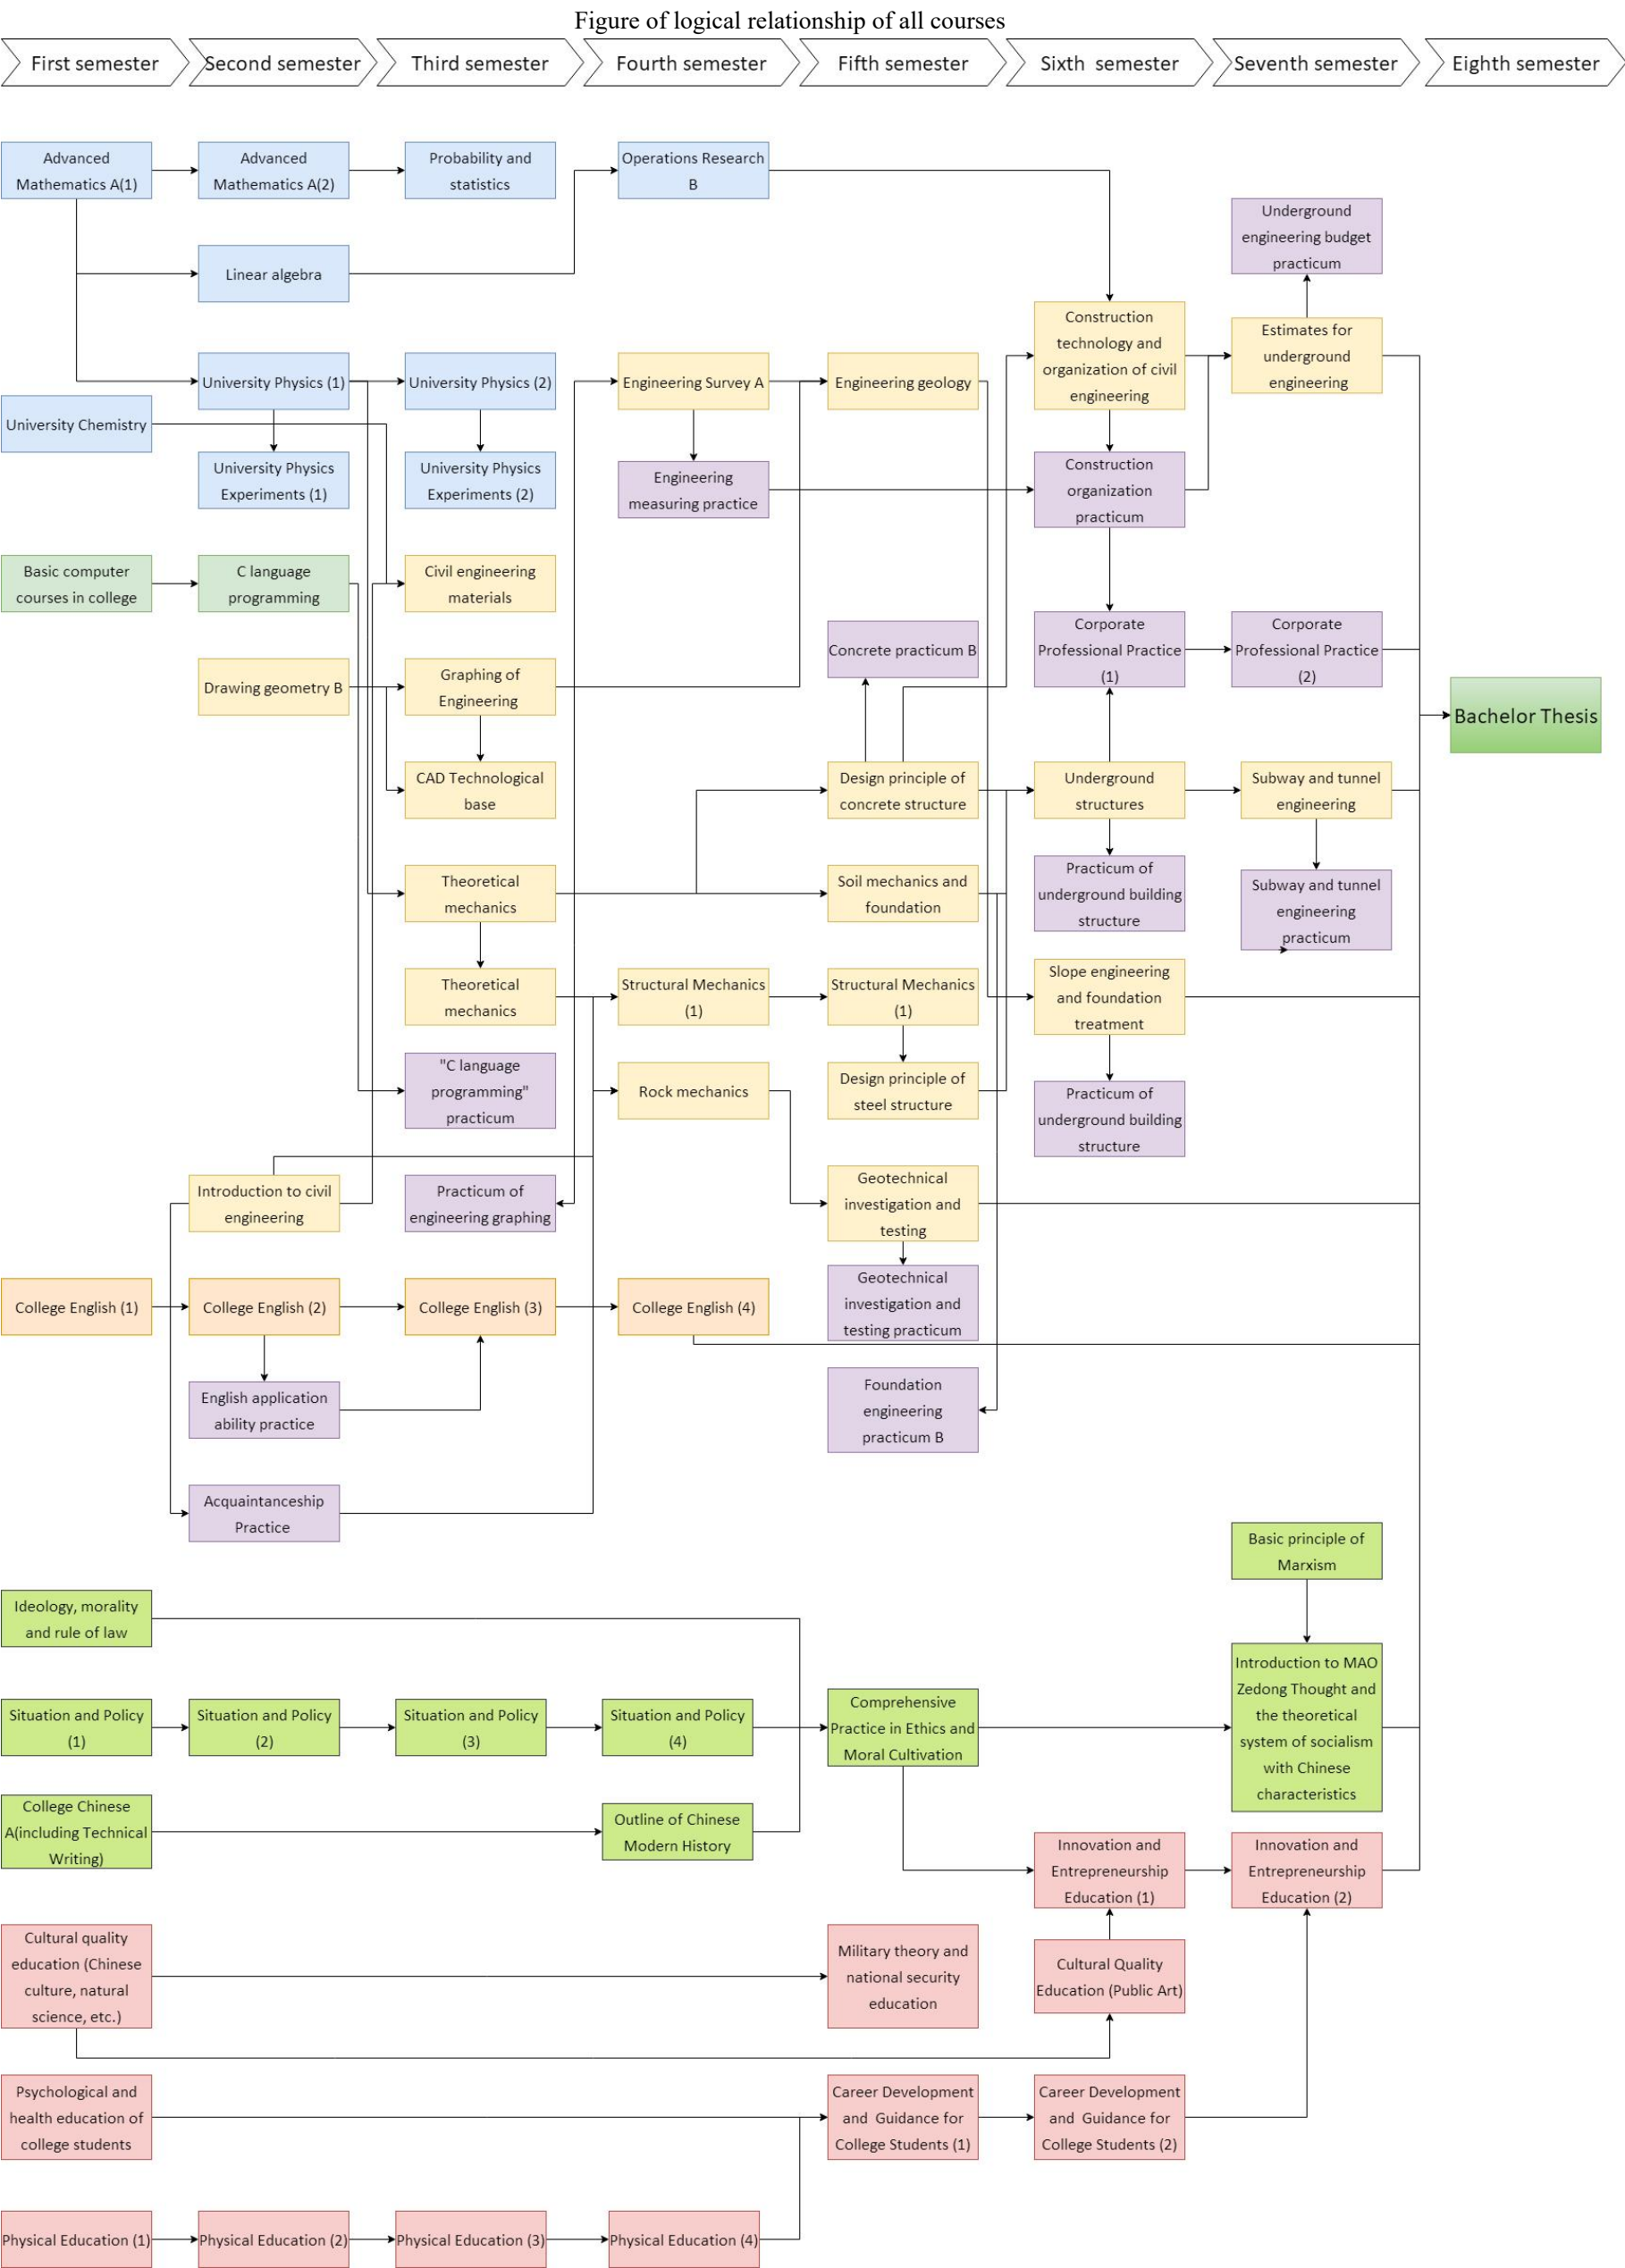 Figure of logical relationship of all courses
First semester
Second semester
Third semester
Fourth semester
Fifth semester
Sixth semester
Seventh semester
Eighth semester
Advanced
Mathematics A(1)
Advanced
Mathematics A(2)
Probability and
statistics
Operations Research
B
Underground
engineering budget
practicum
Linear algebra
Construction
technology and
organization of civil
engineering
Estimates for
underground
engineering
University Physics (1)
University Physics (2)
Engineering Survey A
Engineering geology
University Chemistry
University Physics
Experiments (1)
University Physics
Experiments (2)
Engineering
measuring practice
Construction
organization
practicum
Basic computer
courses in college
C language
programming
Civil engineering
materials
Concrete practicum B
Corporate
Professional Practice
(1)
Corporate
Professional Practice
(2)
Drawing geometry B
Graphing of
Engineering
Bachelor Thesis
CAD Technological
base
Design principle of
concrete structure
Underground
structures
Subway and tunnel
engineering
Theoretical
mechanics
Soil mechanics and
foundation
Practicum of
underground building
structure
Subway and tunnel
engineering
practicum
Theoretical
mechanics
Structural Mechanics
(1)
Structural Mechanics
(1)
Slope engineering
and foundation
treatment
"C language
programming"
practicum
Rock mechanics
Design principle of
steel structure
Practicum of
underground building
structure
Introduction to civil
engineering
Practicum of
engineering graphing
Geotechnical
investigation and
testing
College English (1)
College English (2)
College English (3)
College English (4)
Geotechnical
investigation and
testing practicum
English application
ability practice
Foundation
engineering
practicum B
Acquaintanceship
Practice
Basic principle of
Marxism
Ideology, morality
and rule of law
Situation and Policy
(1)
Situation and Policy
(2)
Situation and Policy
(3)
Situation and Policy
(4)
Comprehensive
Practice in Ethics and
Moral Cultivation
Introduction to MAO
Zedong Thought and
the theoretical
system of socialism
with Chinese
characteristics
College Chinese
A(including Technical
Writing)
Outline of Chinese
Modern History
Innovation and
Entrepreneurship
Education (1)
Innovation and
Entrepreneurship
Education (2)
Cultural quality
education (Chinese
culture, natural
science, etc.)
Military theory and
national security
education
Cultural Quality
Education (Public Art)
Psychological and
health education of
college students
Career Development
and Guidance for
College Students (1)
Career Development
and Guidance for
College Students (2)
Physical Education (1)
Physical Education (2)
Physical Education (3)
Physical Education (4)